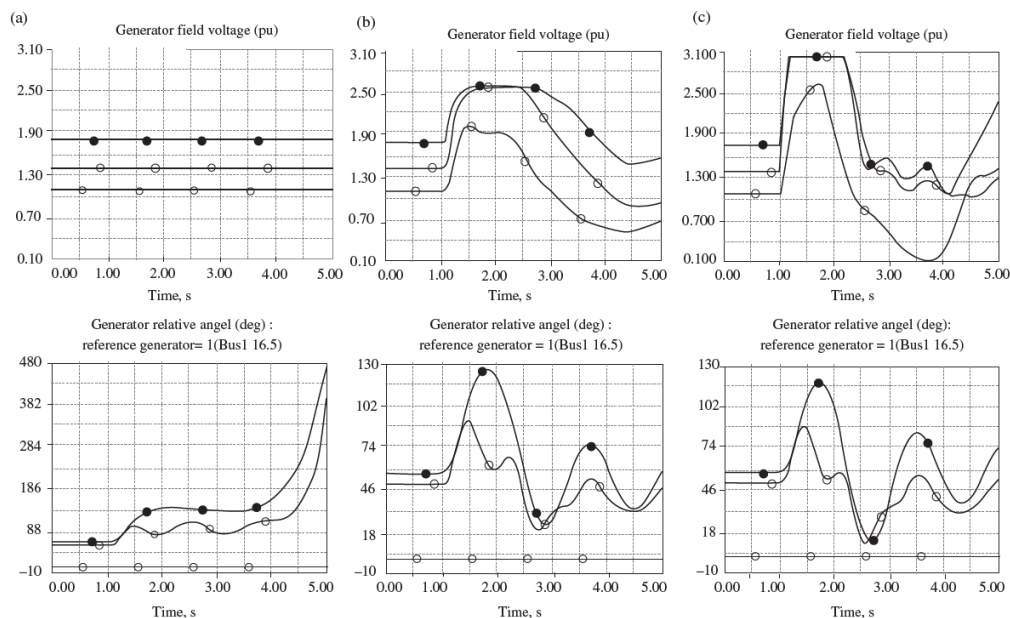 (a)
Generator field voltage (pu)
3.10
2.50
1.90
1.30
0.70
0.10
0.00 1.00 2.00 3.00 4.00 5.00
Time, s
(b)
Generator field voltage (pu)
3.10
2.50
1.90
1.30
0.70
0.10
0.00 1.00 2.00 3.00 4.00 5.00
Time, s
(c)
Generator field voltage (pu)
3.100
2.500
1.900
1.300
0.700
0.100
0.00 1.00 2.00 3.00 4.00 5.00
Time, s
Generator relative angel (deg) :
reference generator= 1(Bus1 16.5)
480
382
284
186
88
−10
0.00 1.00 2.00 3.00 4.00 5.00
Time, s
Generator relative angel (deg) :
reference generator = 1(Bus1 16.5)
130
102
74
46
18
−10
0.00 1.00 2.00 3.00 4.00 5.00
Time, s
Generator relative angel (deg):
reference generator = 1(Bus1 16.5)
130
102
74
46
18
−10
0.00 1.00 2.00 3.00 4.00 5.00
Time, s